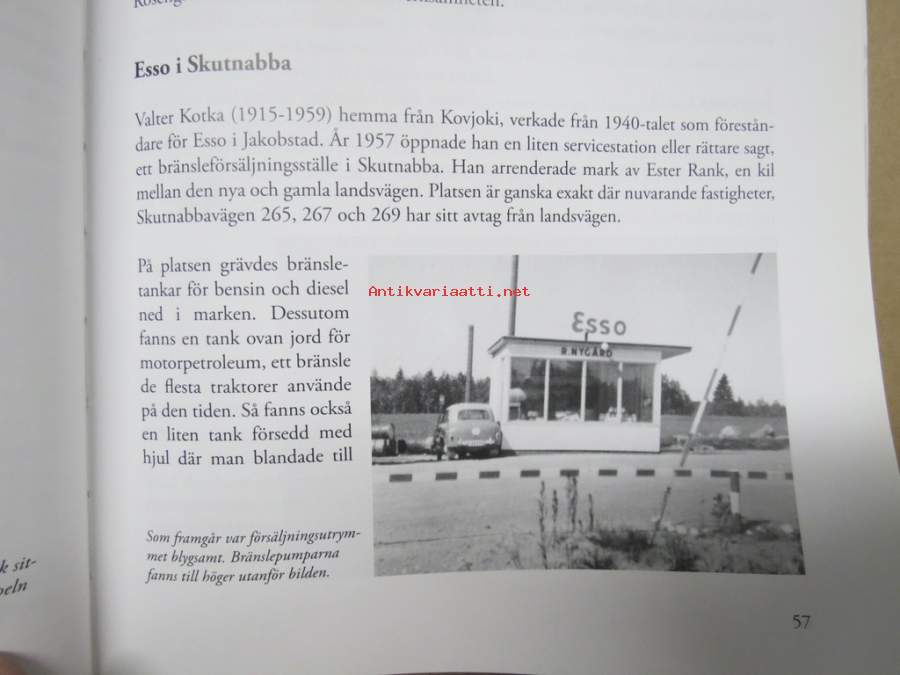 Esso i Skutnabba
Valter Kotka (1915-1959) hemma från Kovjoki, verkade från 1940-talet som förestån-
dare för Esso i Jakobstad. År 1957 öppnade han en liten servicestation eller rättare sagt,
ett bränsleförsäljningsställe i Skutnabba. Han arrenderade mark av Ester Rank, en kil
mellan den nya och gamla landsvägen. Platsen är ganska exakt där nuvarande fastigheter,
Skutnabbavägen 265, 267 och 269 har sitt avtag från landsvägen.
På platsen grävdes bränsle-
tankar för bensin och diesel
ned i marken. Dessutom
fanns en tank ovan jord för
motorpetroleum, ett bränsle
de flesta traktorer använde
på den tiden. Så fanns också
en liten tank försedd med
hjul där man blandade till
Antikvariaatti.net
Esso
R. NYGÅRD
Som framgår var försäljningsutrym-
met blygsamt. Bränslepumparna
fanns till höger utanför bilden.
57
k sit-